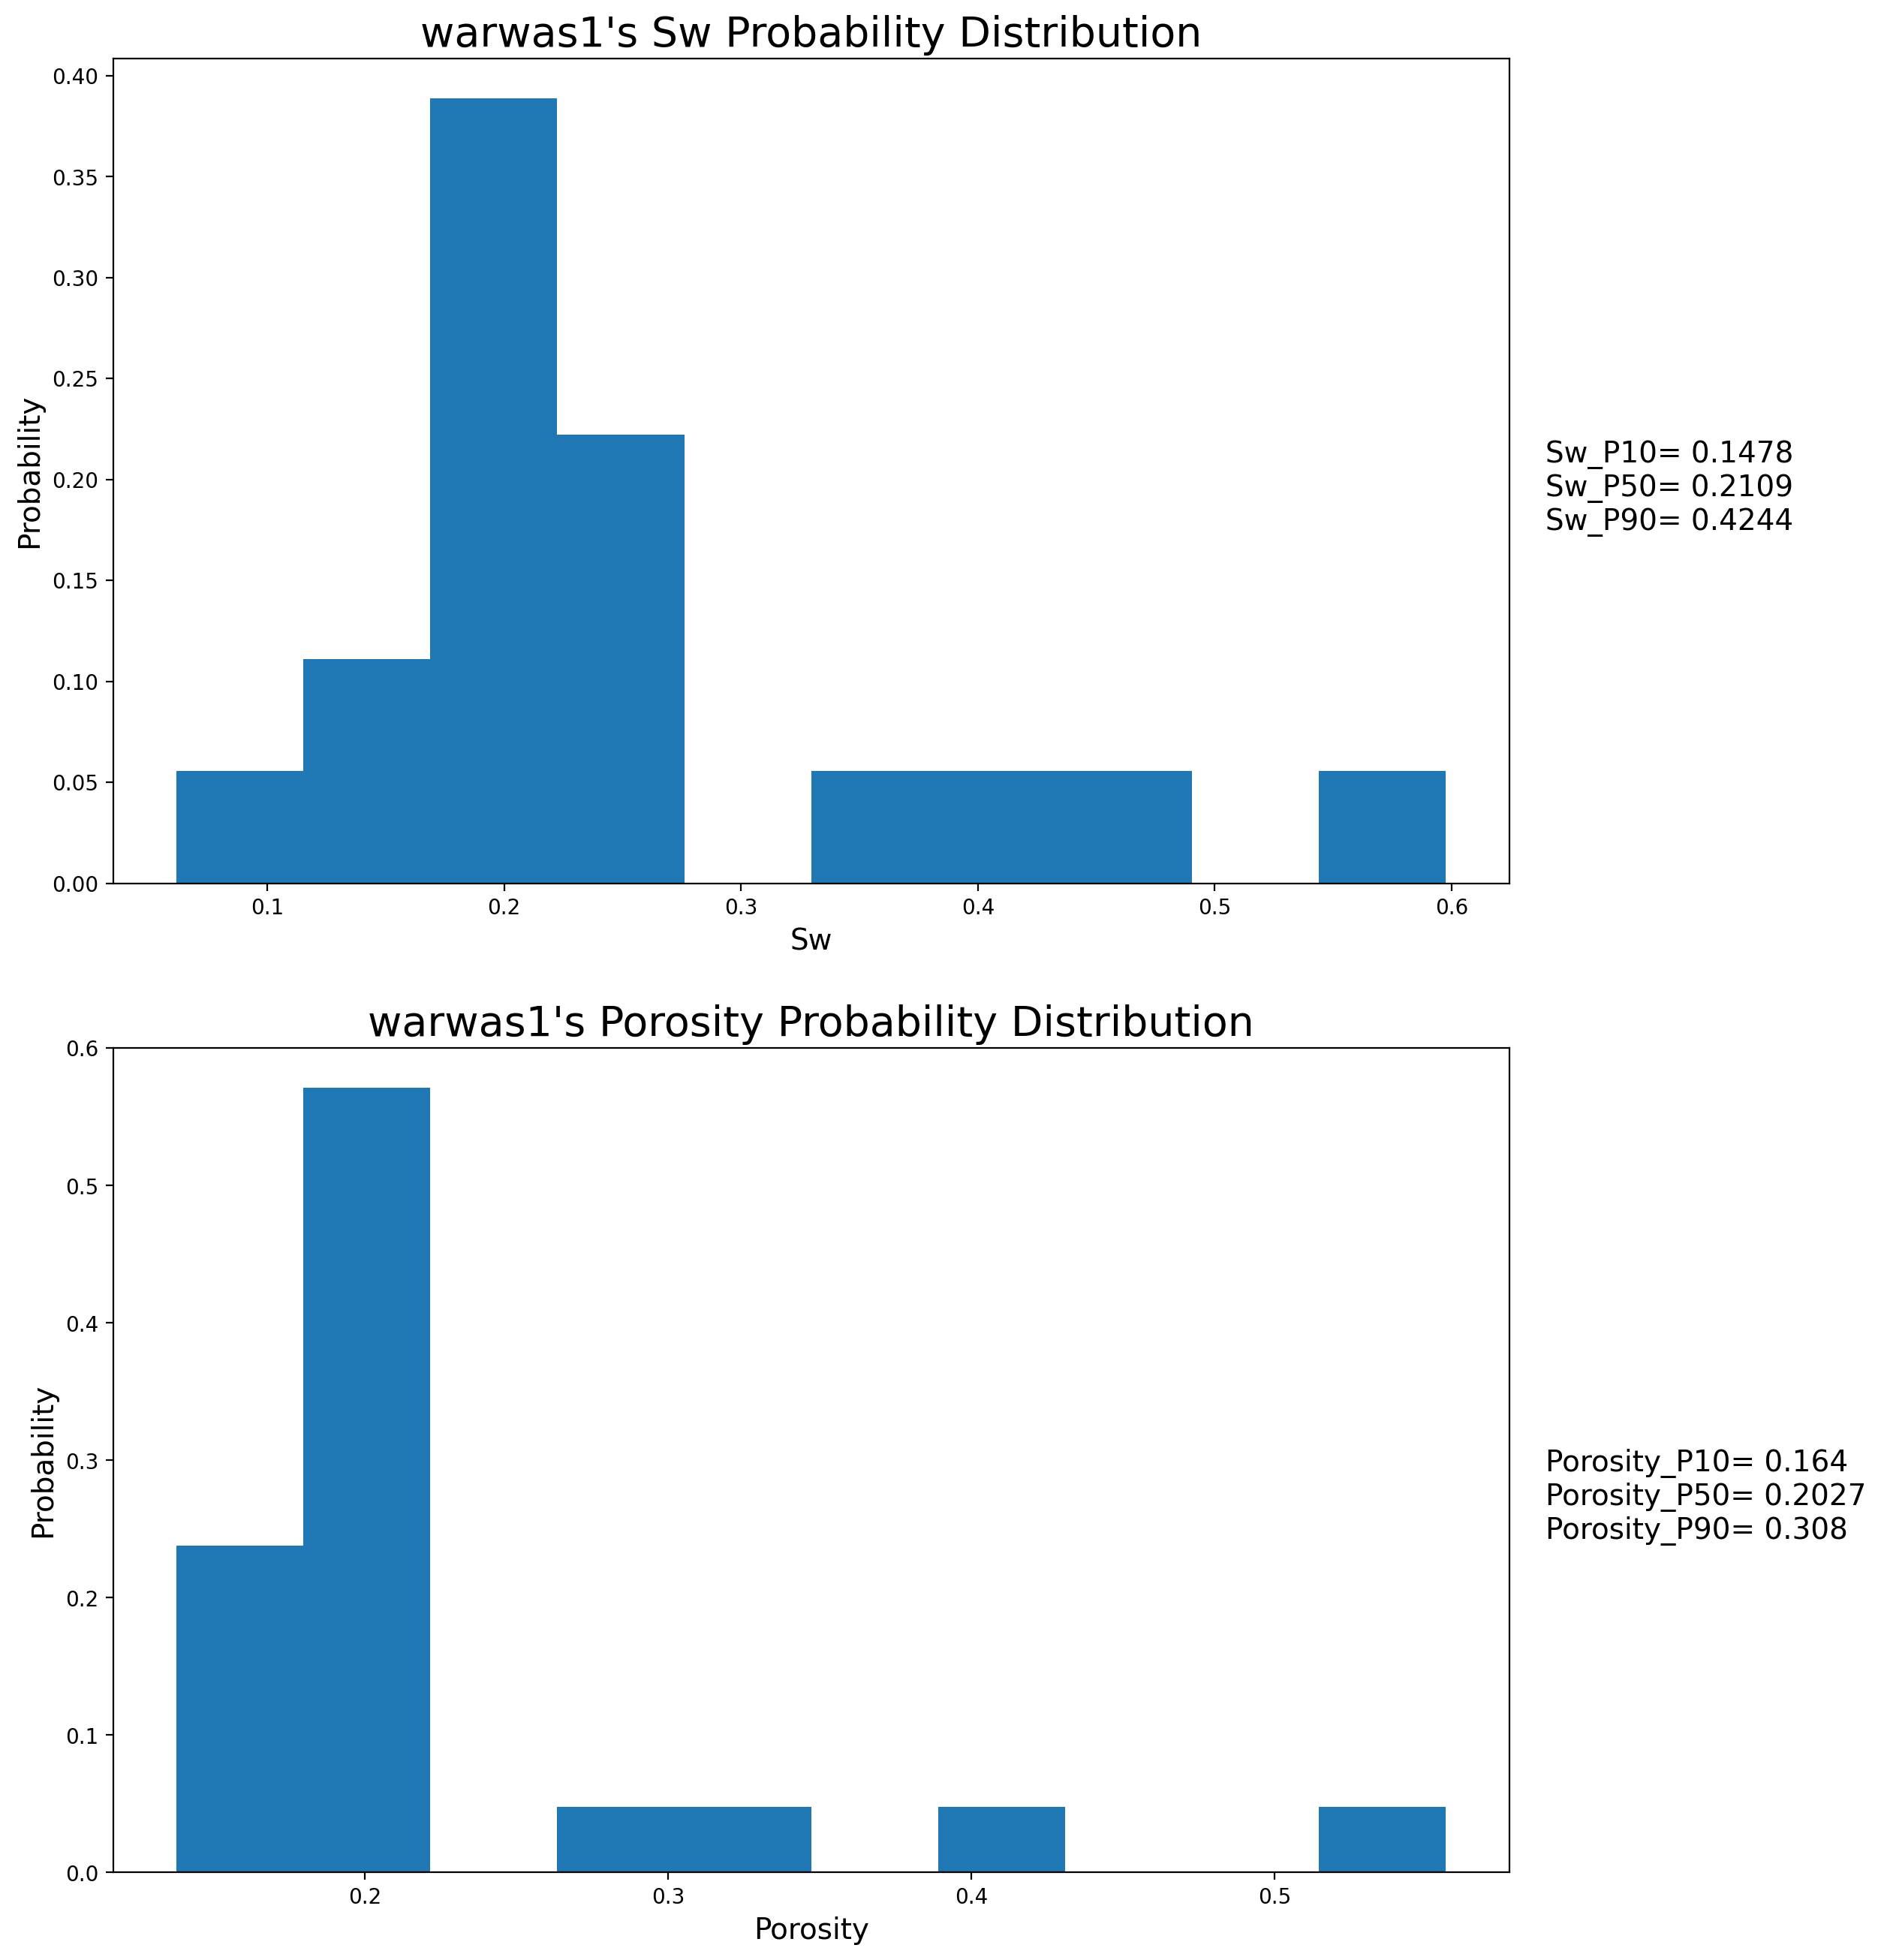 warwas1's Sw Probability Distribution
0.40
0.35
0.30
0.25
0.20
0.15
0.10
0.05
0.00
Probability
0.1 0.2 0.3 0.4 0.5 0.6
Sw
Sw_P10= 0.1478
Sw_P50= 0.2109
Sw_P90= 0.4244
warwas1's Porosity Probability Distribution
0.6
0.5
0.4
0.3
0.2
0.1
0.0
Probability
0.2 0.3 0.4 0.5
Porosity
Porosity_P10= 0.164
Porosity_P50= 0.2027
Porosity_P90= 0.308